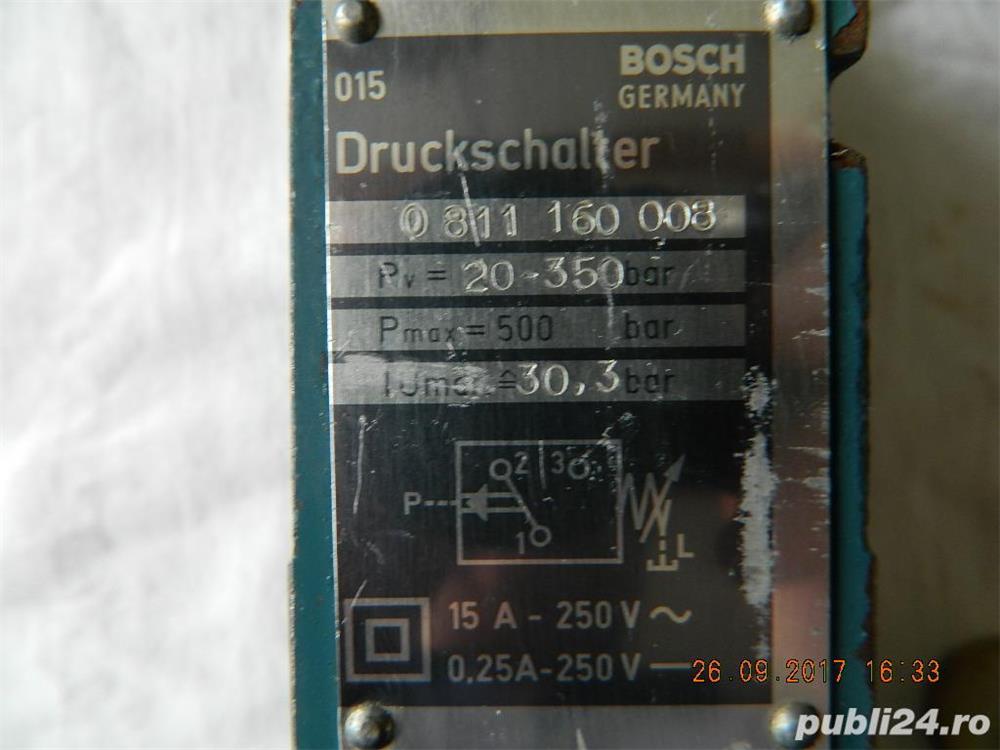 BOSCH
015 GERMANY
Druckschalter
0 811 160 008
Pv = 20-350 bar
Pmax = 500 bar
≙ 30,3 bar
2 3
P
1
L
15 A - 250 V ~
0,25A-250 V —
26.09.2017 16:33
publi24.ro